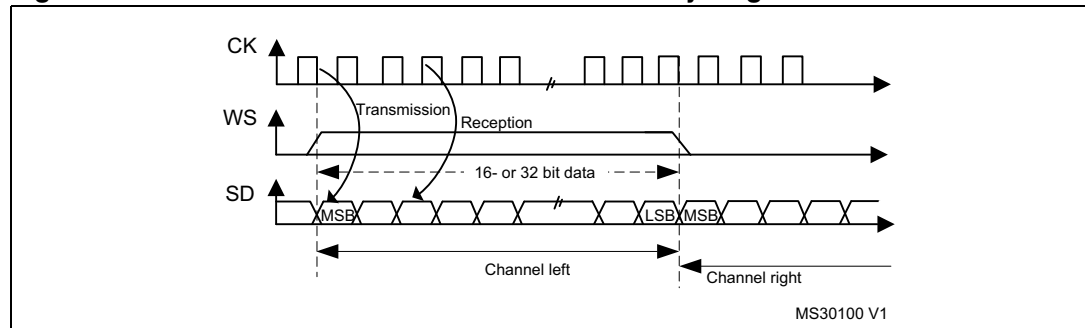 CK
Transmission
WS
Reception
16- or 32 bit data
SD
MSB
LSB
MSB
Channel left
Channel right
MS30100 V1